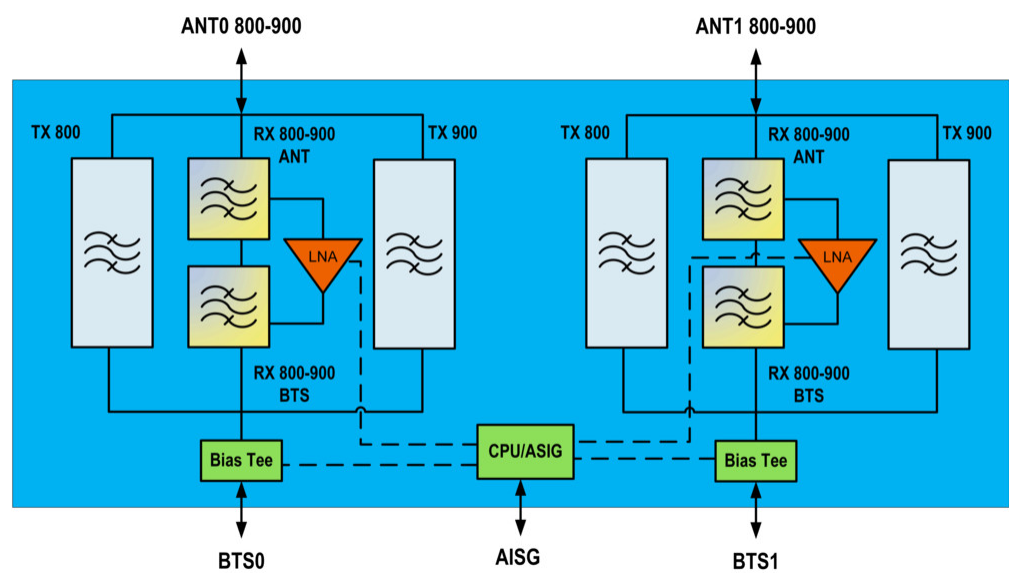 ANT0 800-900
ANT1 800-900
TX 800
RX 800-900
ANT
TX 900
TX 800
RX 800-900
ANT
TX 900
LNA
LNA
RX 800-900
BTS
RX 800-900
BTS
Bias Tee
CPU/ASIG
Bias Tee
BTS0
AISG
BTS1